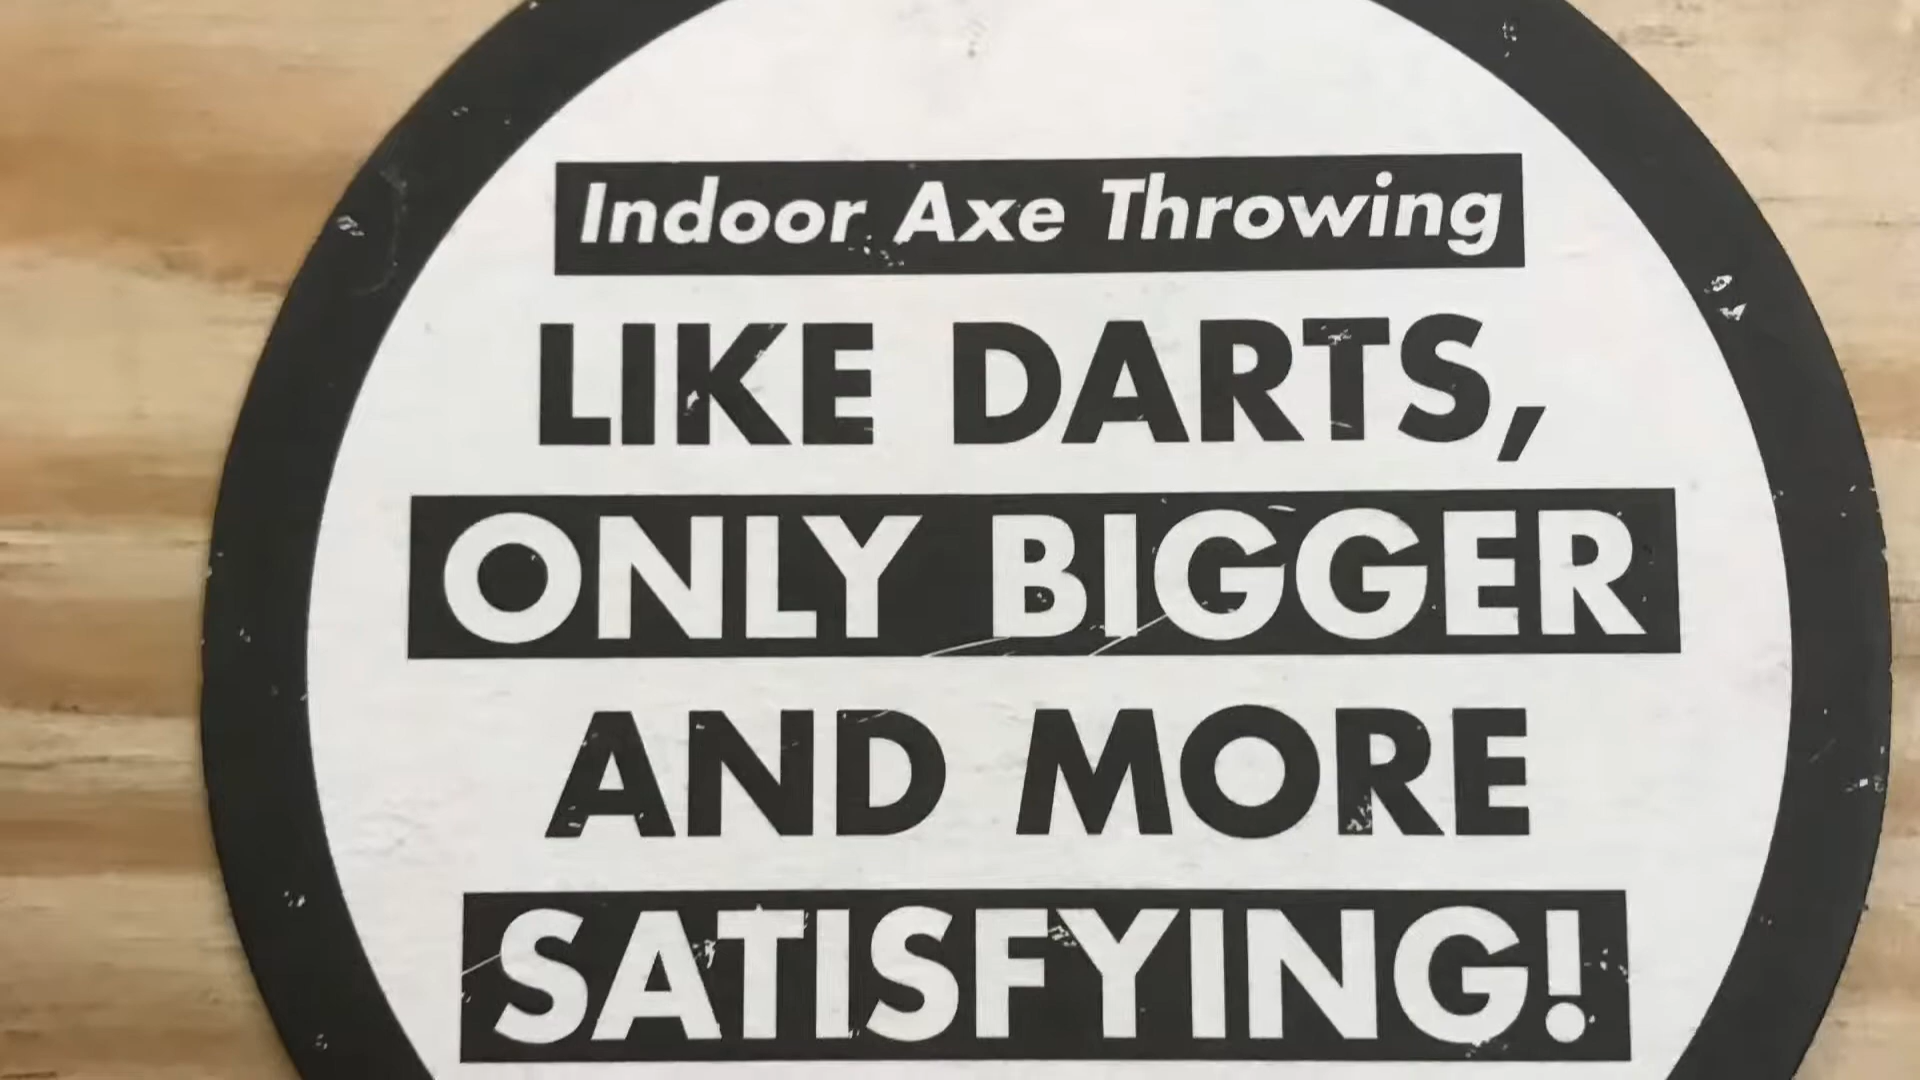 Indoor Axe Throwing
LIKE DARTS,
ONLY BIGGER
AND MORE
SATISFYING!